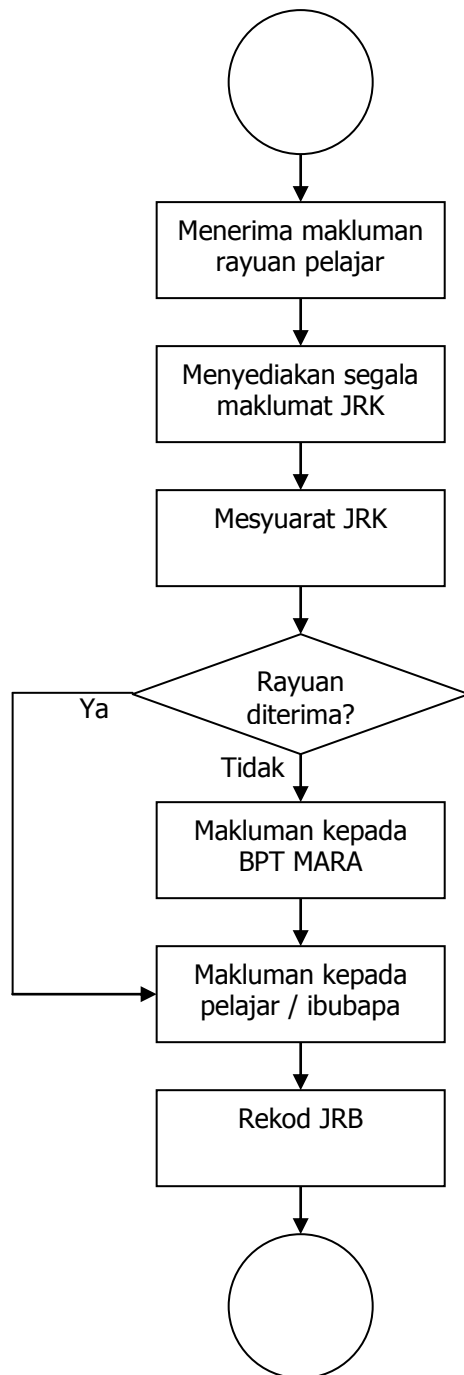 Menerima makluman
rayuan pelajar
Menyediakan segala
maklumat JRK
Mesyuarat JRK
Rayuan
diterima?
Ya
Tidak
Makluman kepada
BPT MARA
Makluman kepada
pelajar / ibubapa
Rekod JRB